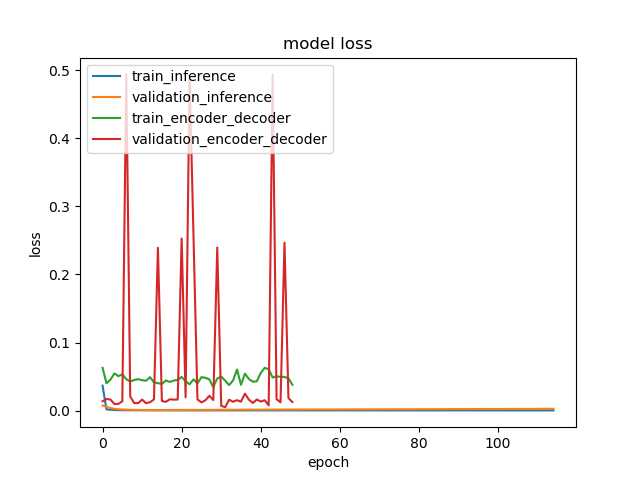 model loss
train_inference
validation_inference
train_encoder_decoder
validation_encoder_decoder
0.5
0.4
0.3
0.2
0.1
0.0
loss
0 20 40 60 80 100
epoch